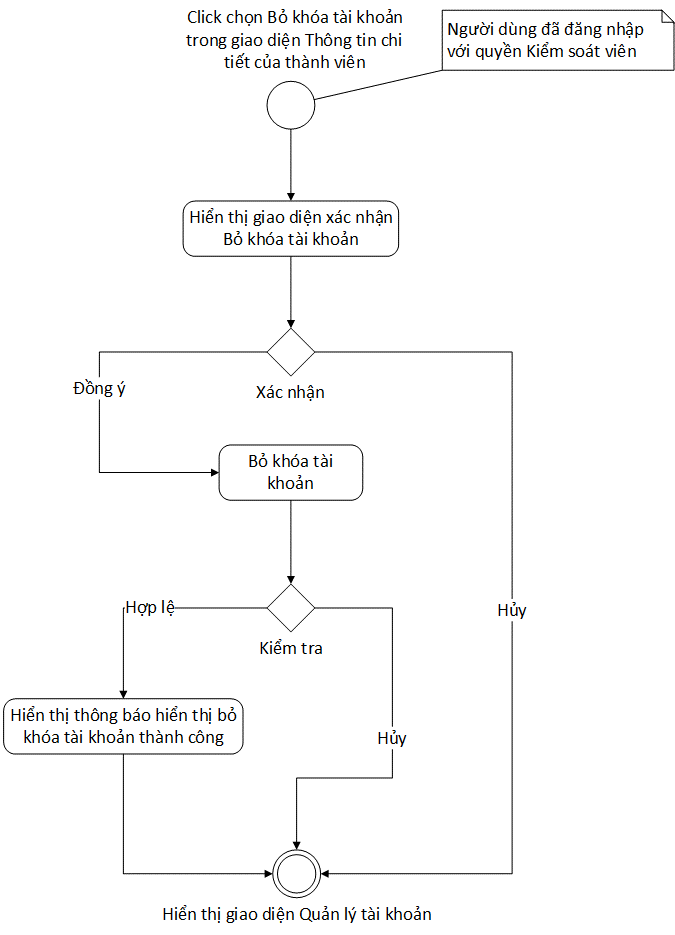 Click chọn Bỏ khóa tài khoản
trong giao diện Thông tin chi
tiết của thành viên
Người dùng đã đăng nhập
với quyền Kiểm soát viên
Hiển thị giao diện xác nhận
Bỏ khóa tài khoản
Đồng ý
Xác nhận
Bỏ khóa tài
khoản
Hợp lệ
Hủy
Kiểm tra
Hiển thị thông báo hiển thị bỏ
khóa tài khoản thành công
Hủy
Hiển thị giao diện Quản lý tài khoản